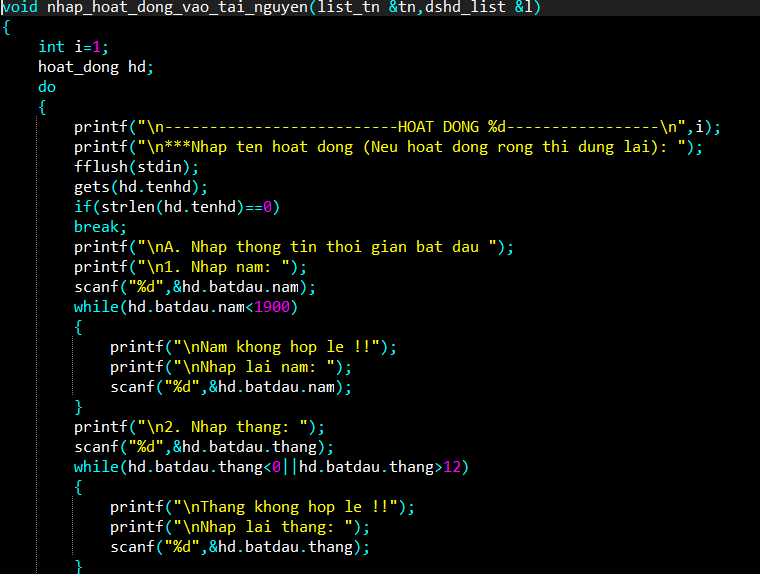 void nhap_hoat_dong_vao_tai_nguyen(list_tn &tn,dshd_list &l)
{
int i=1;
hoat_dong hd;
do
{
printf("\n--------------------------HOAT DONG %d-----------------\n",i);
printf("\n***Nhap ten hoat dong (Neu hoat dong rong thi dung lai): ");
fflush(stdin);
gets(hd.tenhd);
if(strlen(hd.tenhd)==0)
break;
printf("\nA. Nhap thong tin thoi gian bat dau ");
printf("\n1. Nhap nam: ");
scanf("%d",&hd.batdau.nam);
while(hd.batdau.nam<1900)
{
printf("\nNam khong hop le !!");
printf("\nNhap lai nam: ");
scanf("%d",&hd.batdau.nam);
}
printf("\n2. Nhap thang: ");
scanf("%d",&hd.batdau.thang);
while(hd.batdau.thang<0||hd.batdau.thang>12)
{
printf("\nThang khong hop le !!");
printf("\nNhap lai thang: ");
scanf("%d",&hd.batdau.thang);
}